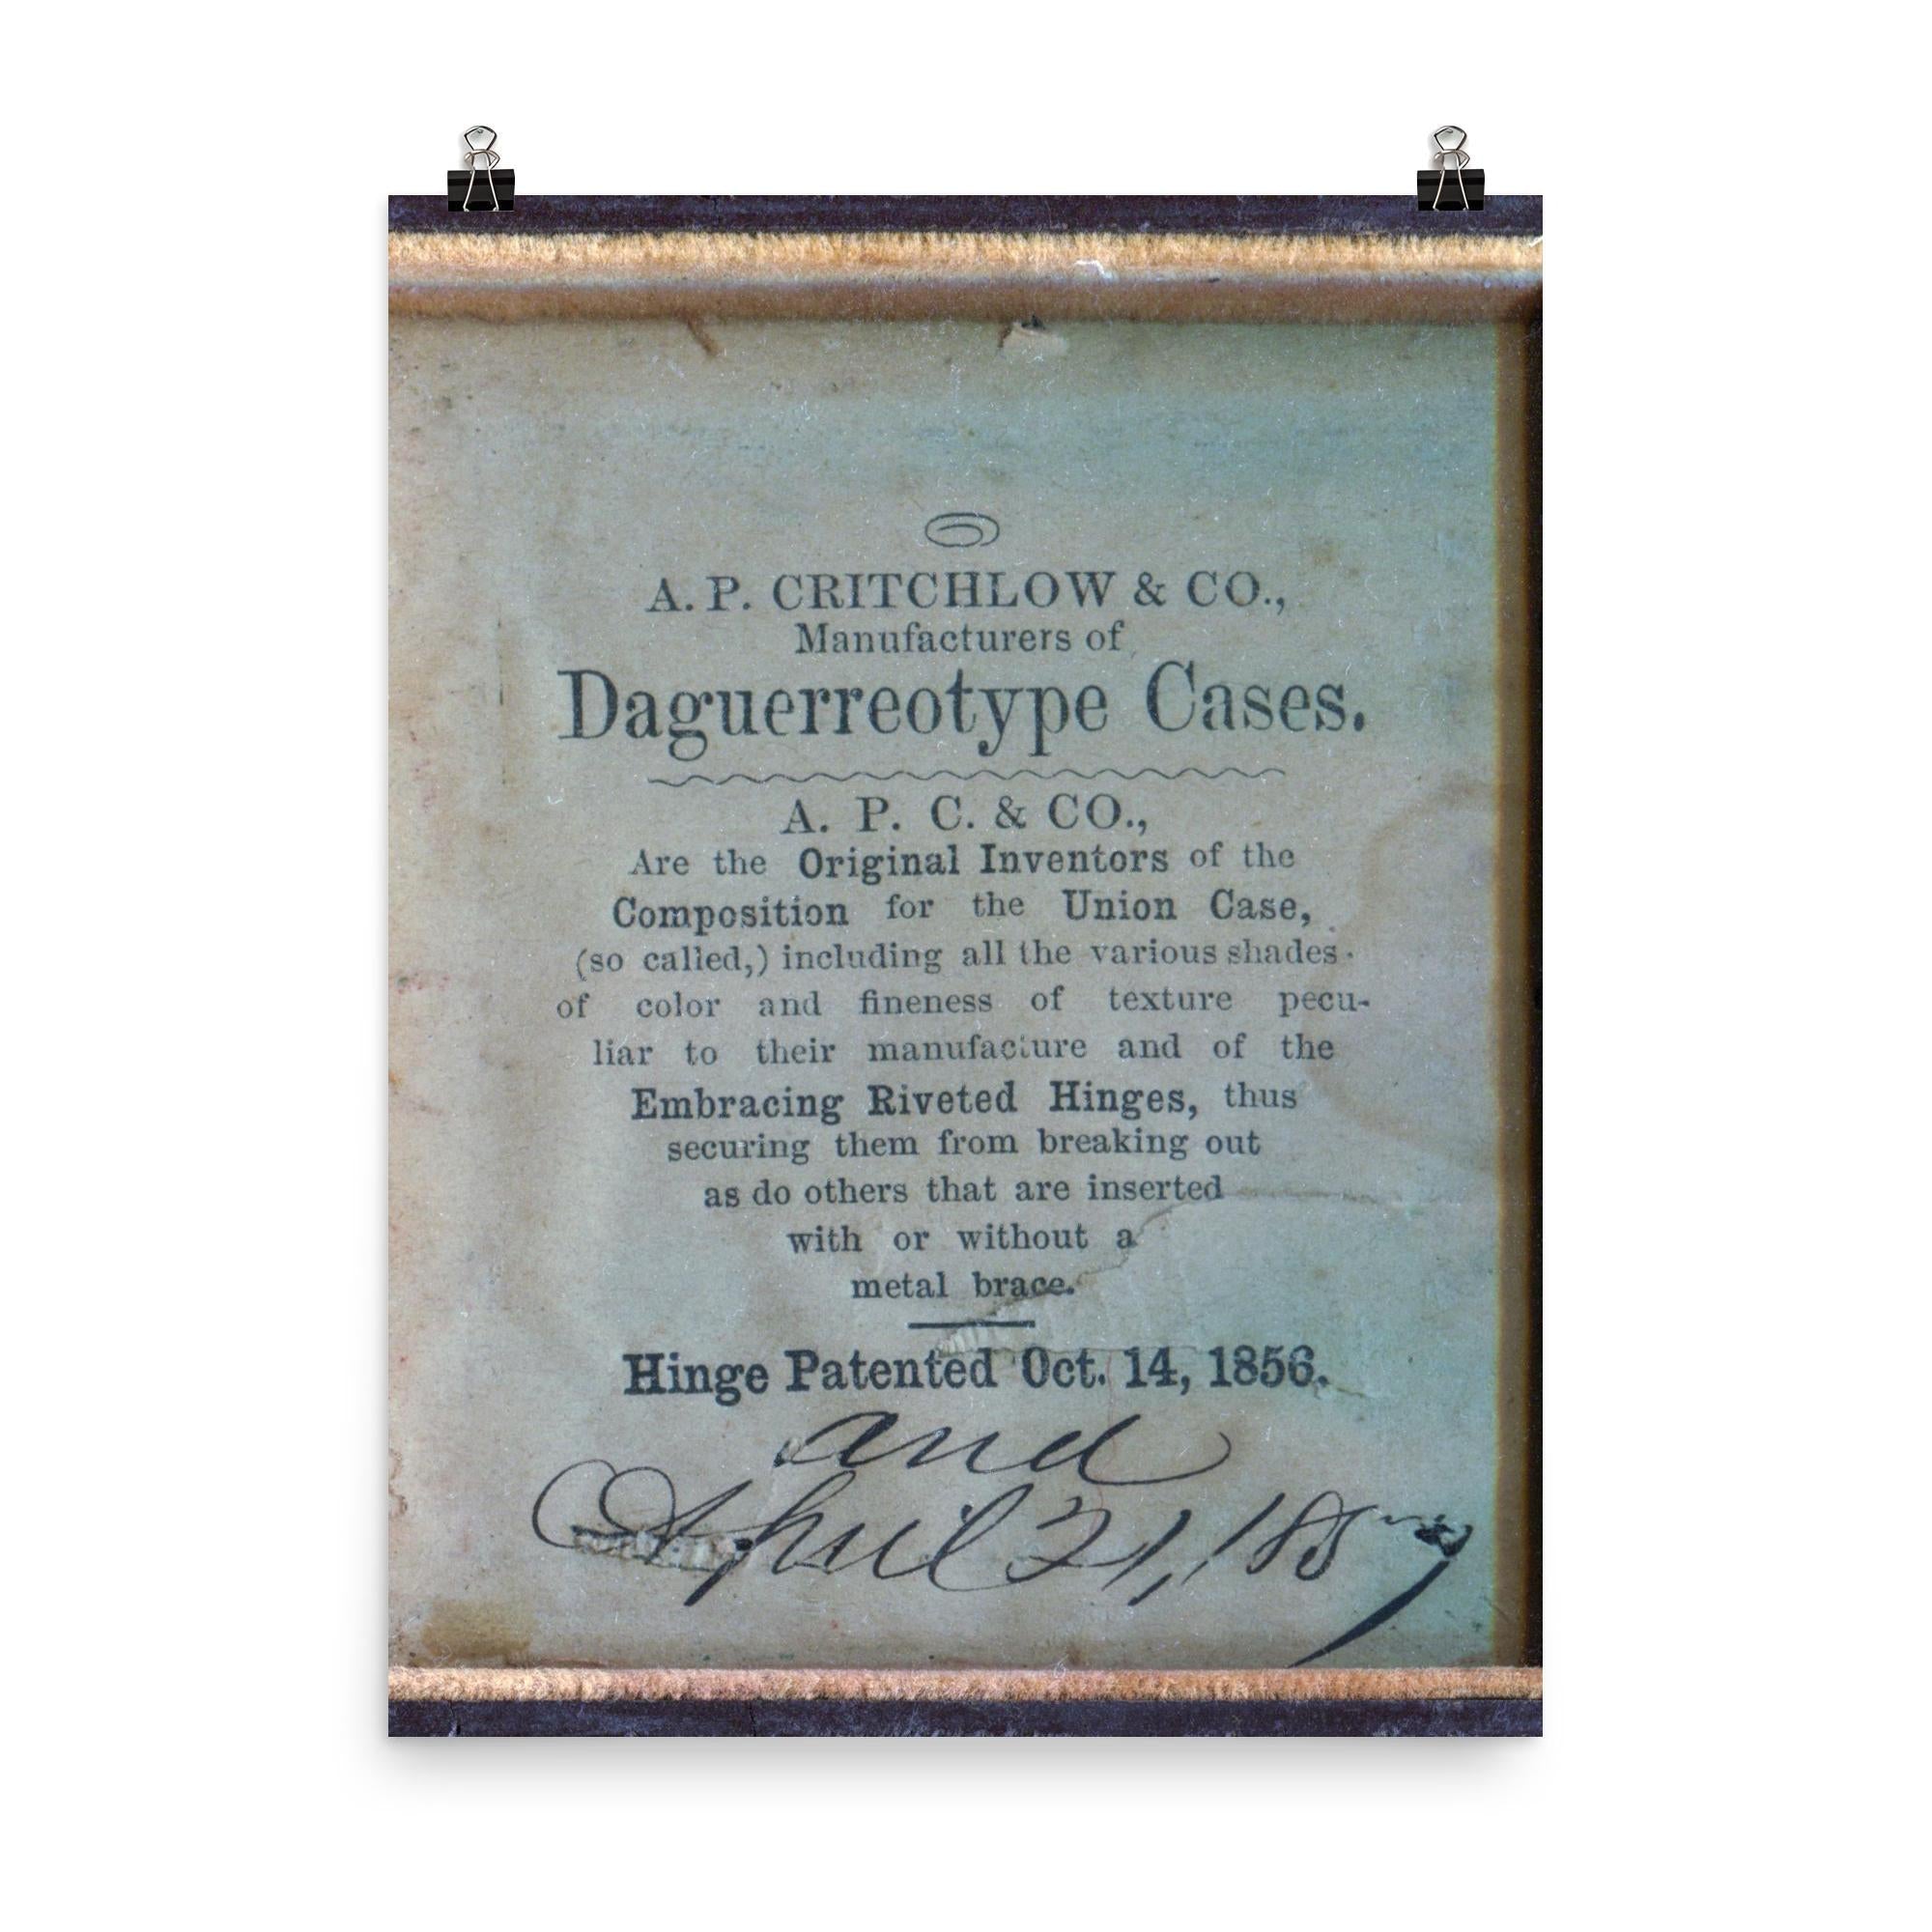 A. P. CRITCHLOW & CO.,
Manufacturers of
Daguerreotype Cases.
A. P. C. & CO.,
Are the Original Inventors of the
Composition for the Union Case,
(so called,) including all the various shades
of color and fineness of texture pecu-
liar to their manufacture and of the
Embracing Riveted Hinges, thus
securing them from breaking out
as do others that are inserted
with or without a
metal brace.
Hinge Patented Oct. 14, 1856.
and
April 21, 1857